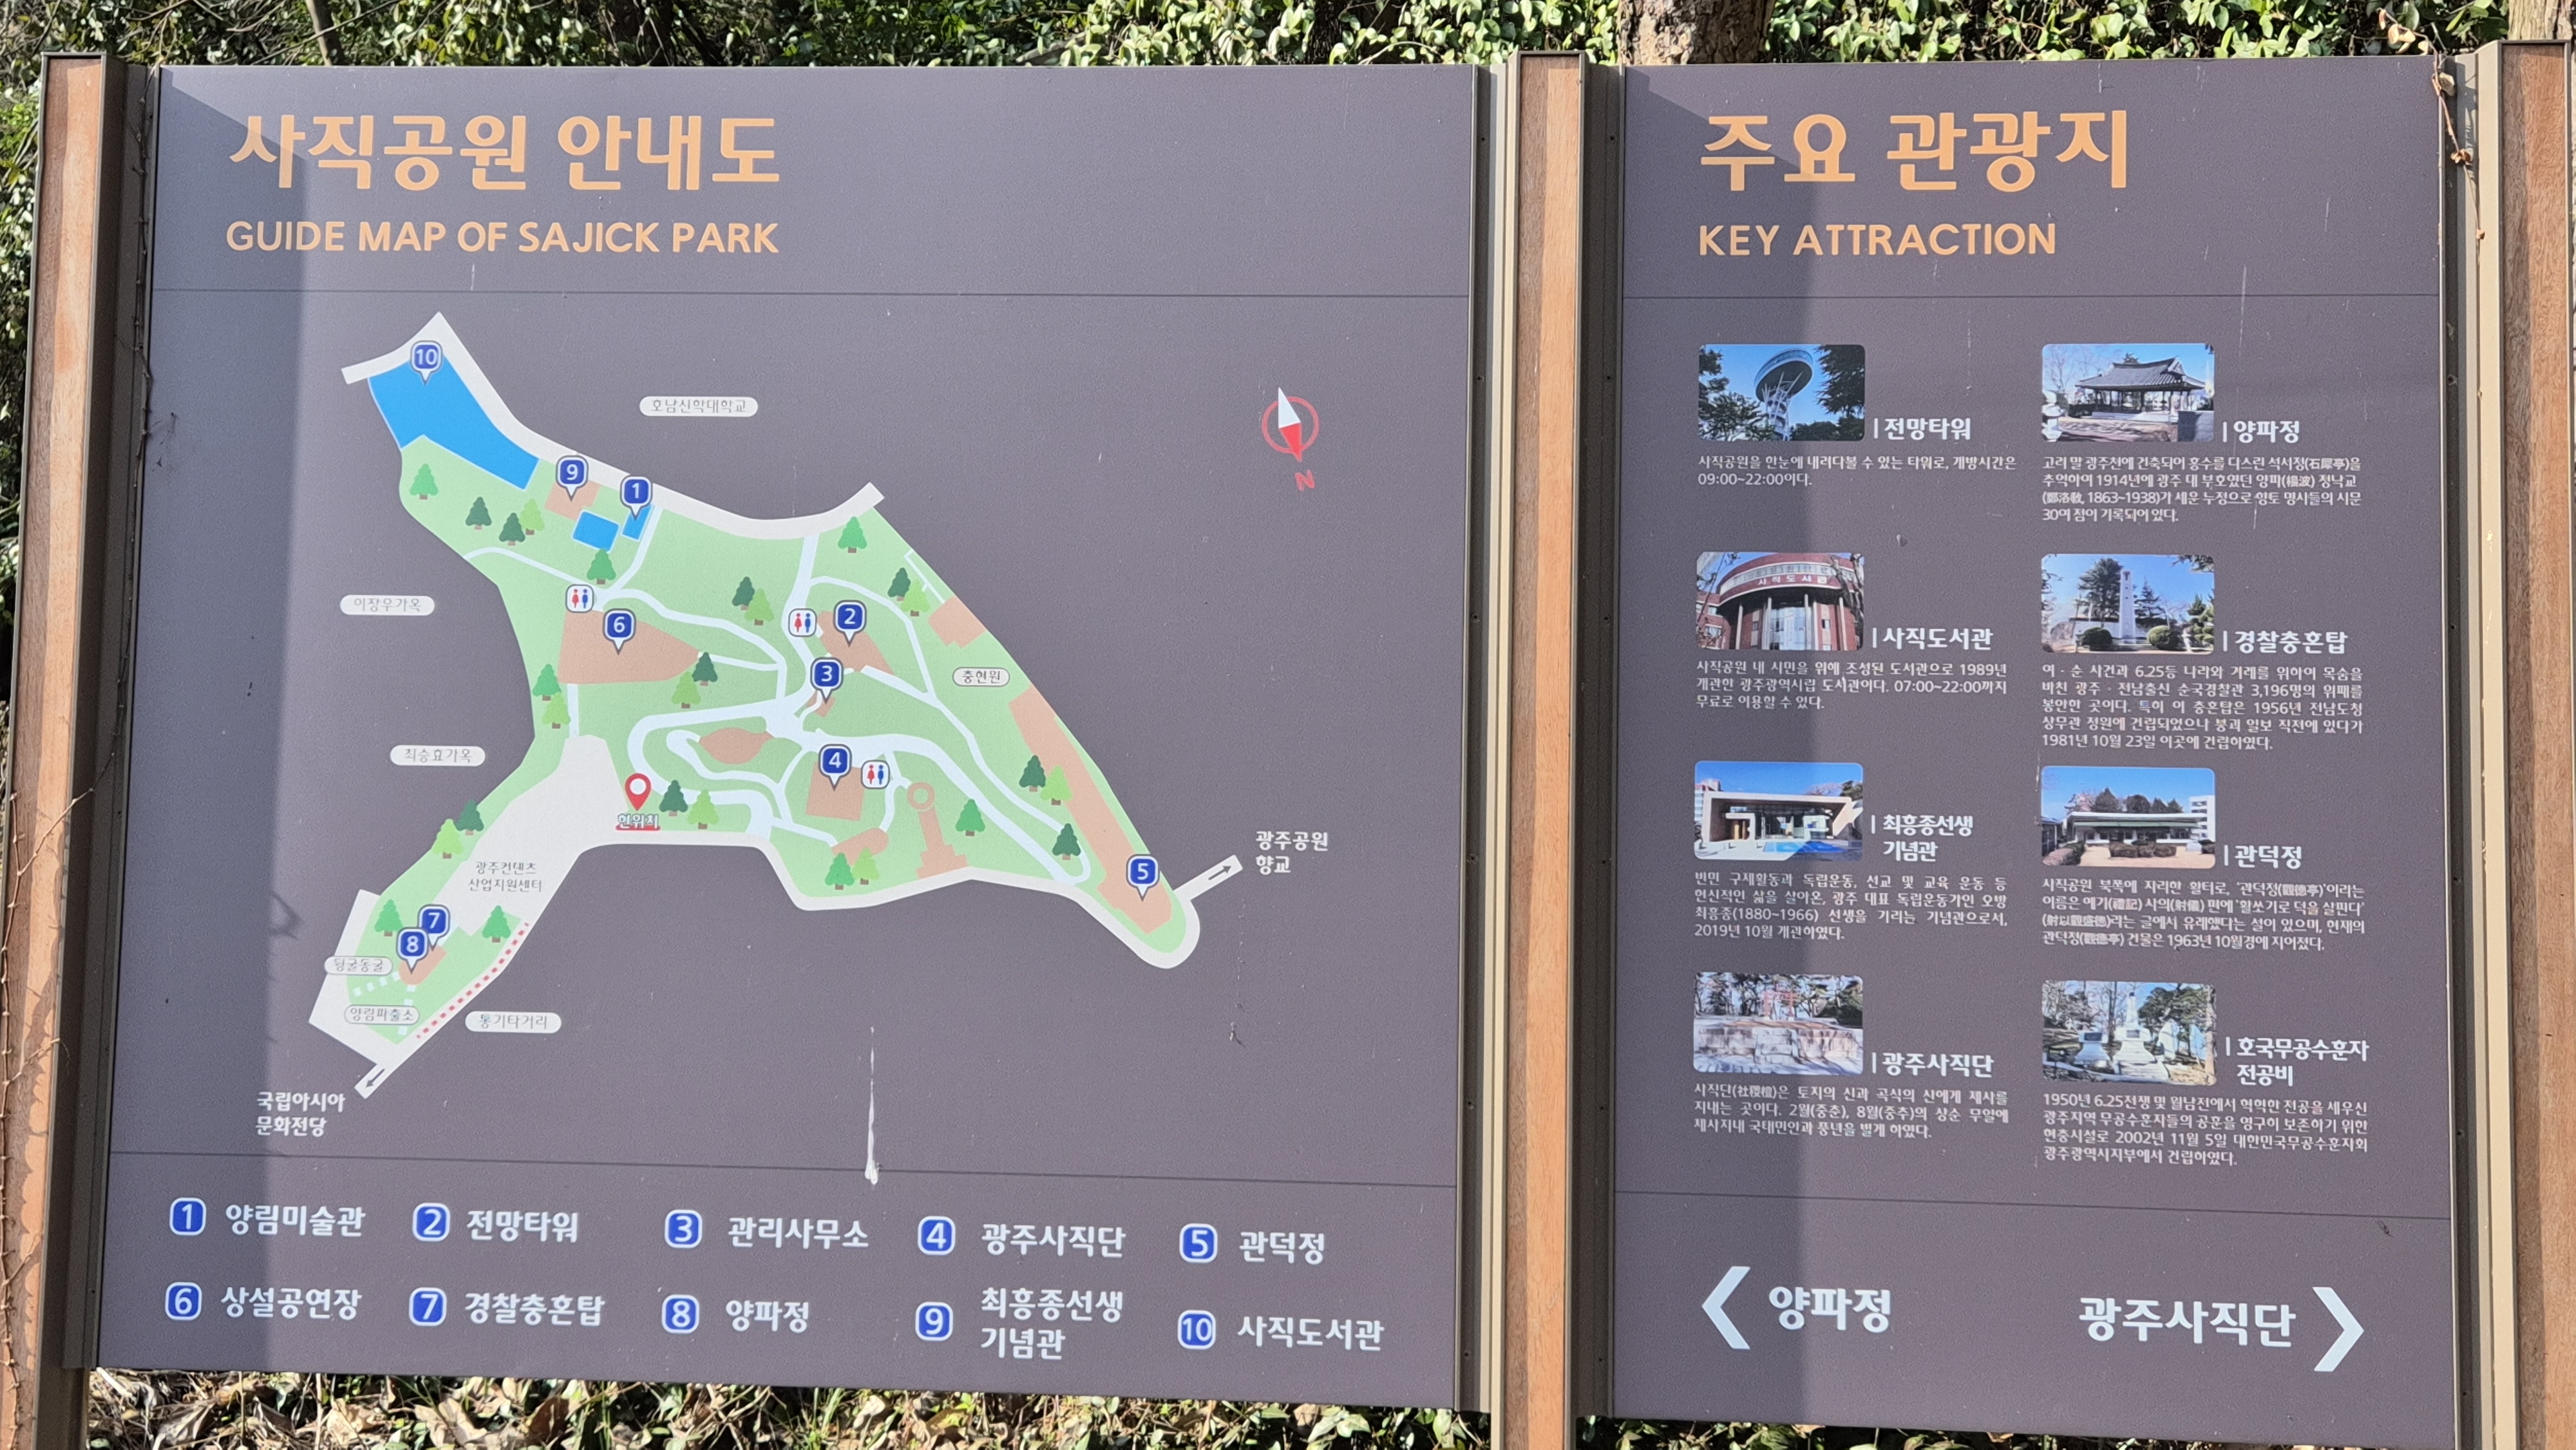 사직공원 안내도
GUIDE MAP OF SAJICK PARK
10
호남신학대학교
9
1
N
이장우가옥
6
2
3
충현원
최승효가옥
4
현위치
광주공원
향교
5
광주컨텐츠
산업지원센터
7
8
뒹굴동굴
양림파출소
통기타거리
국립아시아
문화전당
1 양림미술관
2 전망타워
3 관리사무소
4 광주사직단
5 관덕정
6 상설공연장
7 경찰충혼탑
8 양파정
9 최흥종선생
기념관
10 사직도서관
주요 관광지
KEY ATTRACTION
전망타워
사직공원을 한눈에 내려다볼 수 있는 타워로, 개방시간은
09:00~22:00이다.
양파정
고려 말 광주천에 건축되어 홍수를 다스린 석서정(石犀亭)을
추억하여 1914년에 광주 대 부호였던 양파(楊波) 정낙교
(鄭洛敎, 1863~1938)가 세운 누정으로 향토 명사들의 시문
30여 점이 기록되어 있다.
사직도서관
사직도서관
사직공원 내 시민을 위해 조성된 도서관으로 1989년
개관한 광주광역시립 도서관이다. 07:00~22:00까지
무료로 이용할 수 있다.
경찰충혼탑
여·순 사건과 6.25등 나라와 겨레를 위하여 목숨을
바친 광주·전남출신 순국경찰관 3,196명의 위패를
봉안한 곳이다. 특히 이 충혼탑은 1956년 전남도청
상무관 정원에 건립되었으나 붕괴 일보 직전에 있다가
1981년 10월 23일 이곳에 건립하였다.
최흥종선생
기념관
빈민 구제활동과 독립운동, 선교 및 교육 운동 등
헌신적인 삶을 살아온, 광주 대표 독립운동가인 오방
최흥종(1880~1966) 선생을 기리는 기념관으로서,
2019년 10월 개관하였다.
관덕정
사직공원 북쪽에 자리한 활터로, '관덕정(觀德亭)'이라는
이름은 예기(禮記) 사의(射儀) 편에 '활쏘기로 덕을 살핀다'
(射以觀盛德)라는 글에서 유래했다는 설이 있으며, 현재의
관덕정(觀德亭) 건물은 1963년 10월경에 지어졌다.
광주사직단
사직단(社稷檀)은 토지의 신과 곡식의 신에게 제사를
지내는 곳이다. 2월(중춘), 8월(중추)의 상순 무일에
제사지내 국태민안과 풍년을 빌게 하였다.
호국무공수훈자
전공비
1950년 6.25전쟁 및 월남전에서 혁혁한 전공을 세우신
광주지역 무공수훈자들의 공훈을 영구히 보존하기 위한
현충시설로 2002년 11월 5일 대한민국무공수훈자회
광주광역시지부에서 건립하였다.
양파정
광주사직단